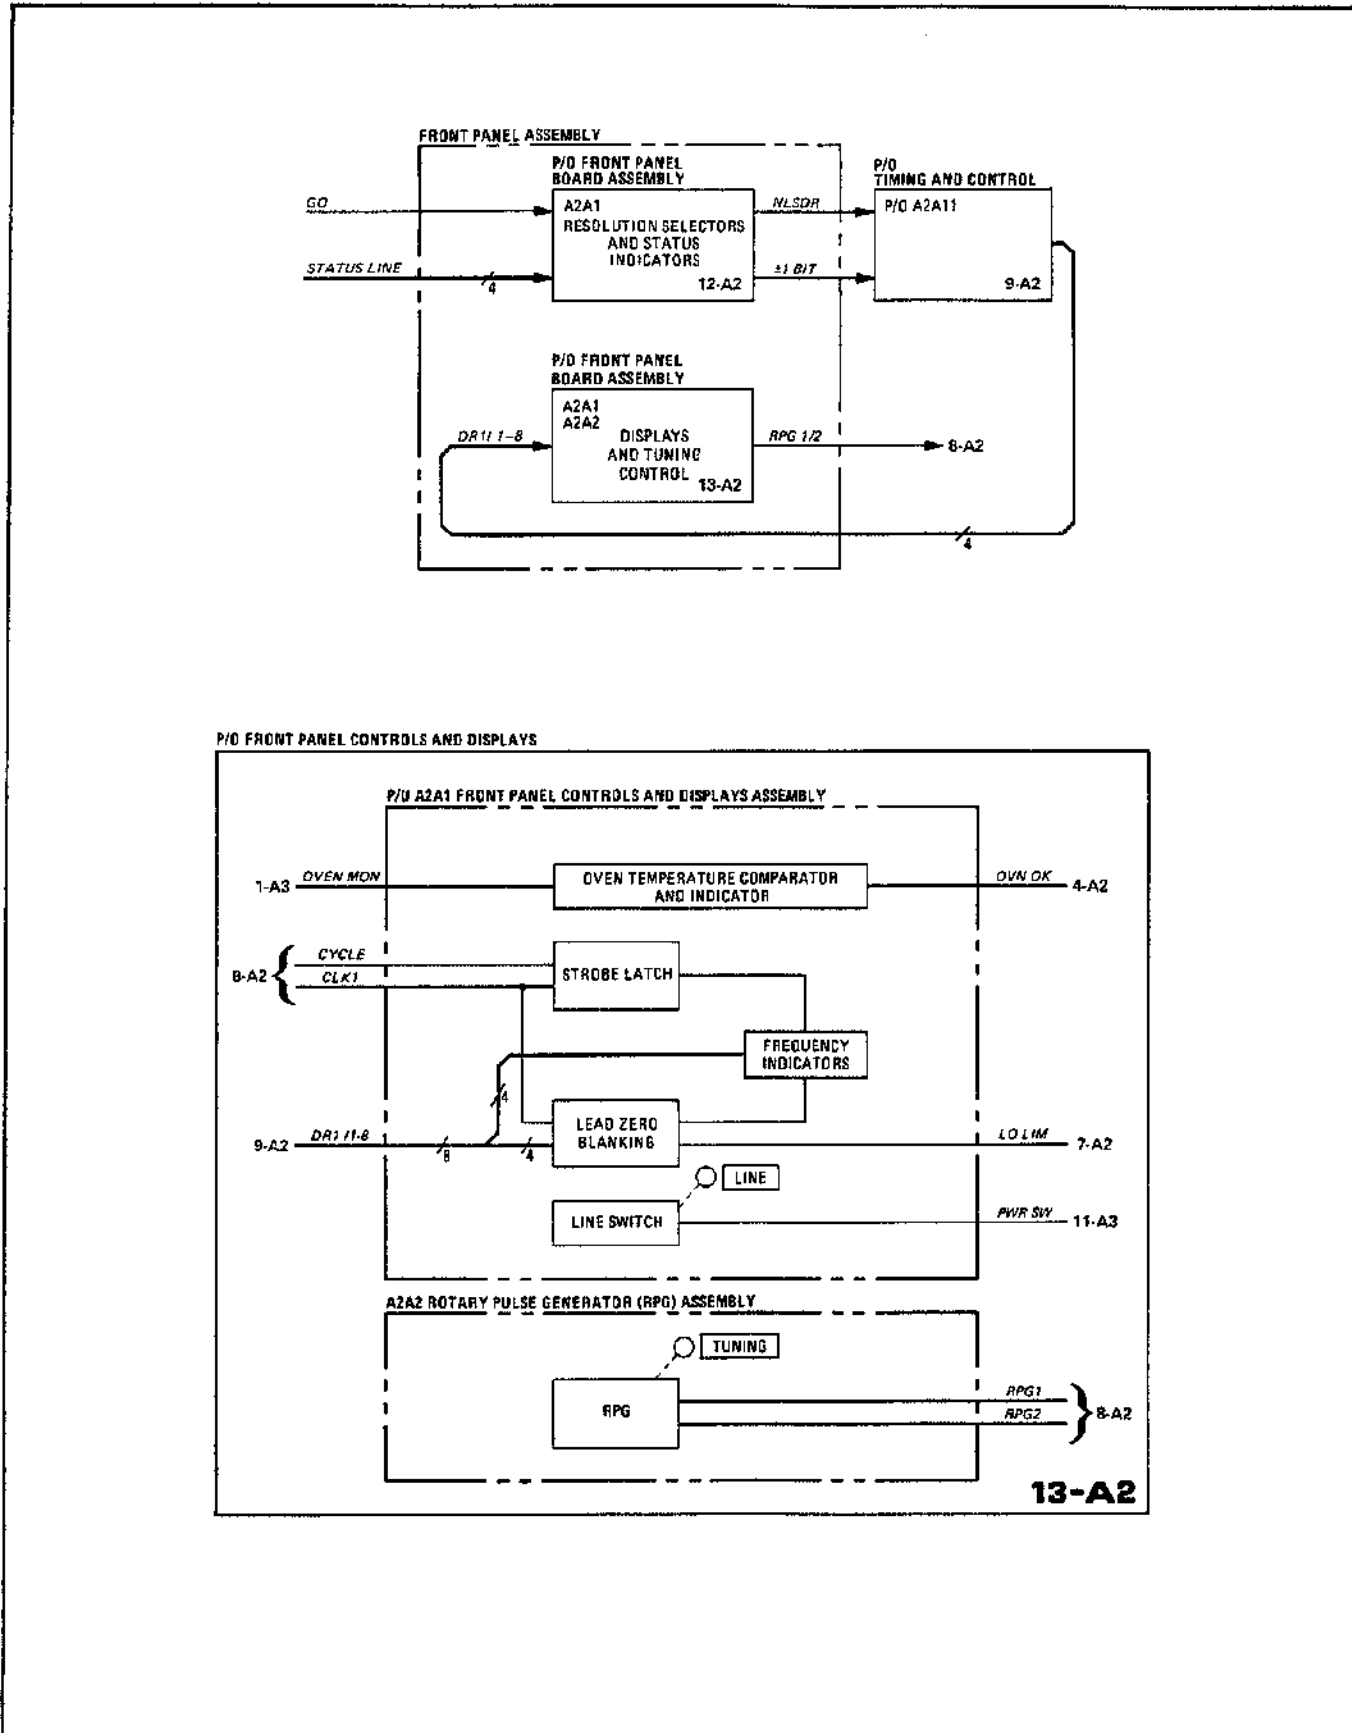 FRONT PANEL ASSEMBLY
P/O FRONT PANEL
BOARD ASSEMBLY
P/O
TIMING AND CONTROL
GO
A2A1
RESOLUTION SELECTORS
AND STATUS
INDICATORS
12-A2
NLSDR
P/O A2A11
STATUS LINE
4
±1 BIT
9-A2
P/O FRONT PANEL
BOARD ASSEMBLY
A2A1
A2A2
DISPLAYS
AND TUNING
CONTROL
13-A2
DR1/ 1-8
RPG 1/2
8-A2
4
P/O FRONT PANEL CONTROLS AND DISPLAYS
P/O A2A1 FRONT PANEL CONTROLS AND DISPLAYS ASSEMBLY
1-A3
OVEN MON
OVEN TEMPERATURE COMPARATOR
AND INDICATOR
OVN OK
4-A2
8-A2
CYCLE
CLK1
STROBE LATCH
FREQUENCY
INDICATORS
4
9-A2
DR1 /1-8
8
4
LEAD ZERO
BLANKING
LO LIM
7-A2
LINE
LINE SWITCH
PWR SW
11-A3
A2A2 ROTARY PULSE GENERATOR (RPG) ASSEMBLY
TUNING
RPG
RPG1
RPG2
8-A2
13-A2